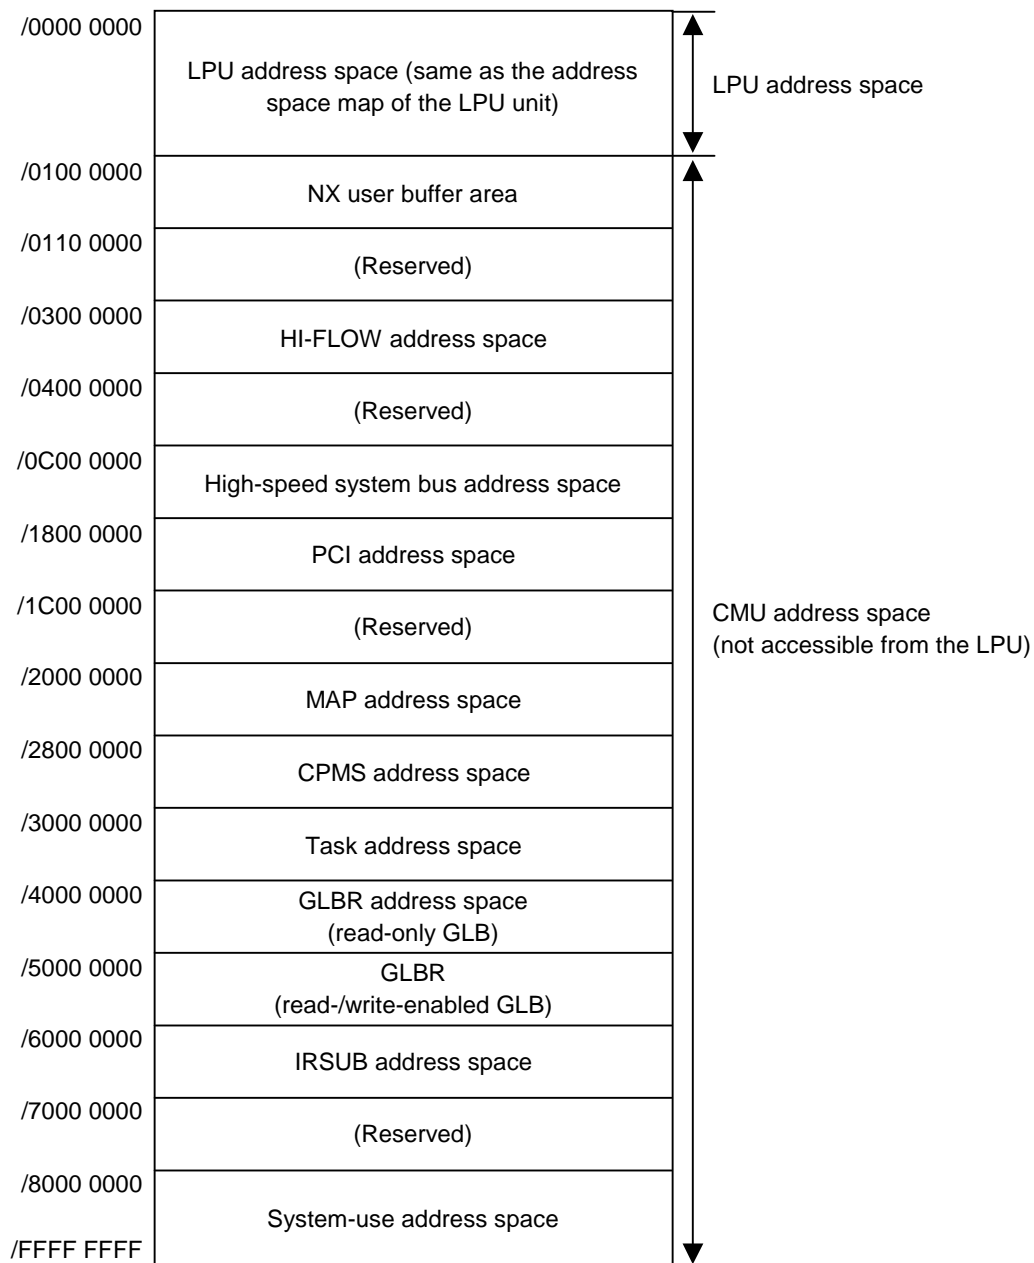 /0000 0000
LPU address space (same as the address
space map of the LPU unit)
LPU address space
/0100 0000
NX user buffer area
/0110 0000
(Reserved)
/0300 0000
HI-FLOW address space
/0400 0000
(Reserved)
/0C00 0000
High-speed system bus address space
/1800 0000
PCI address space
/1C00 0000
(Reserved)
CMU address space
(not accessible from the LPU)
/2000 0000
MAP address space
/2800 0000
CPMS address space
/3000 0000
Task address space
/4000 0000
GLBR address space
(read-only GLB)
/5000 0000
GLBR
(read-/write-enabled GLB)
/6000 0000
IRSUB address space
/7000 0000
(Reserved)
/8000 0000
System-use address space
/FFFF FFFF